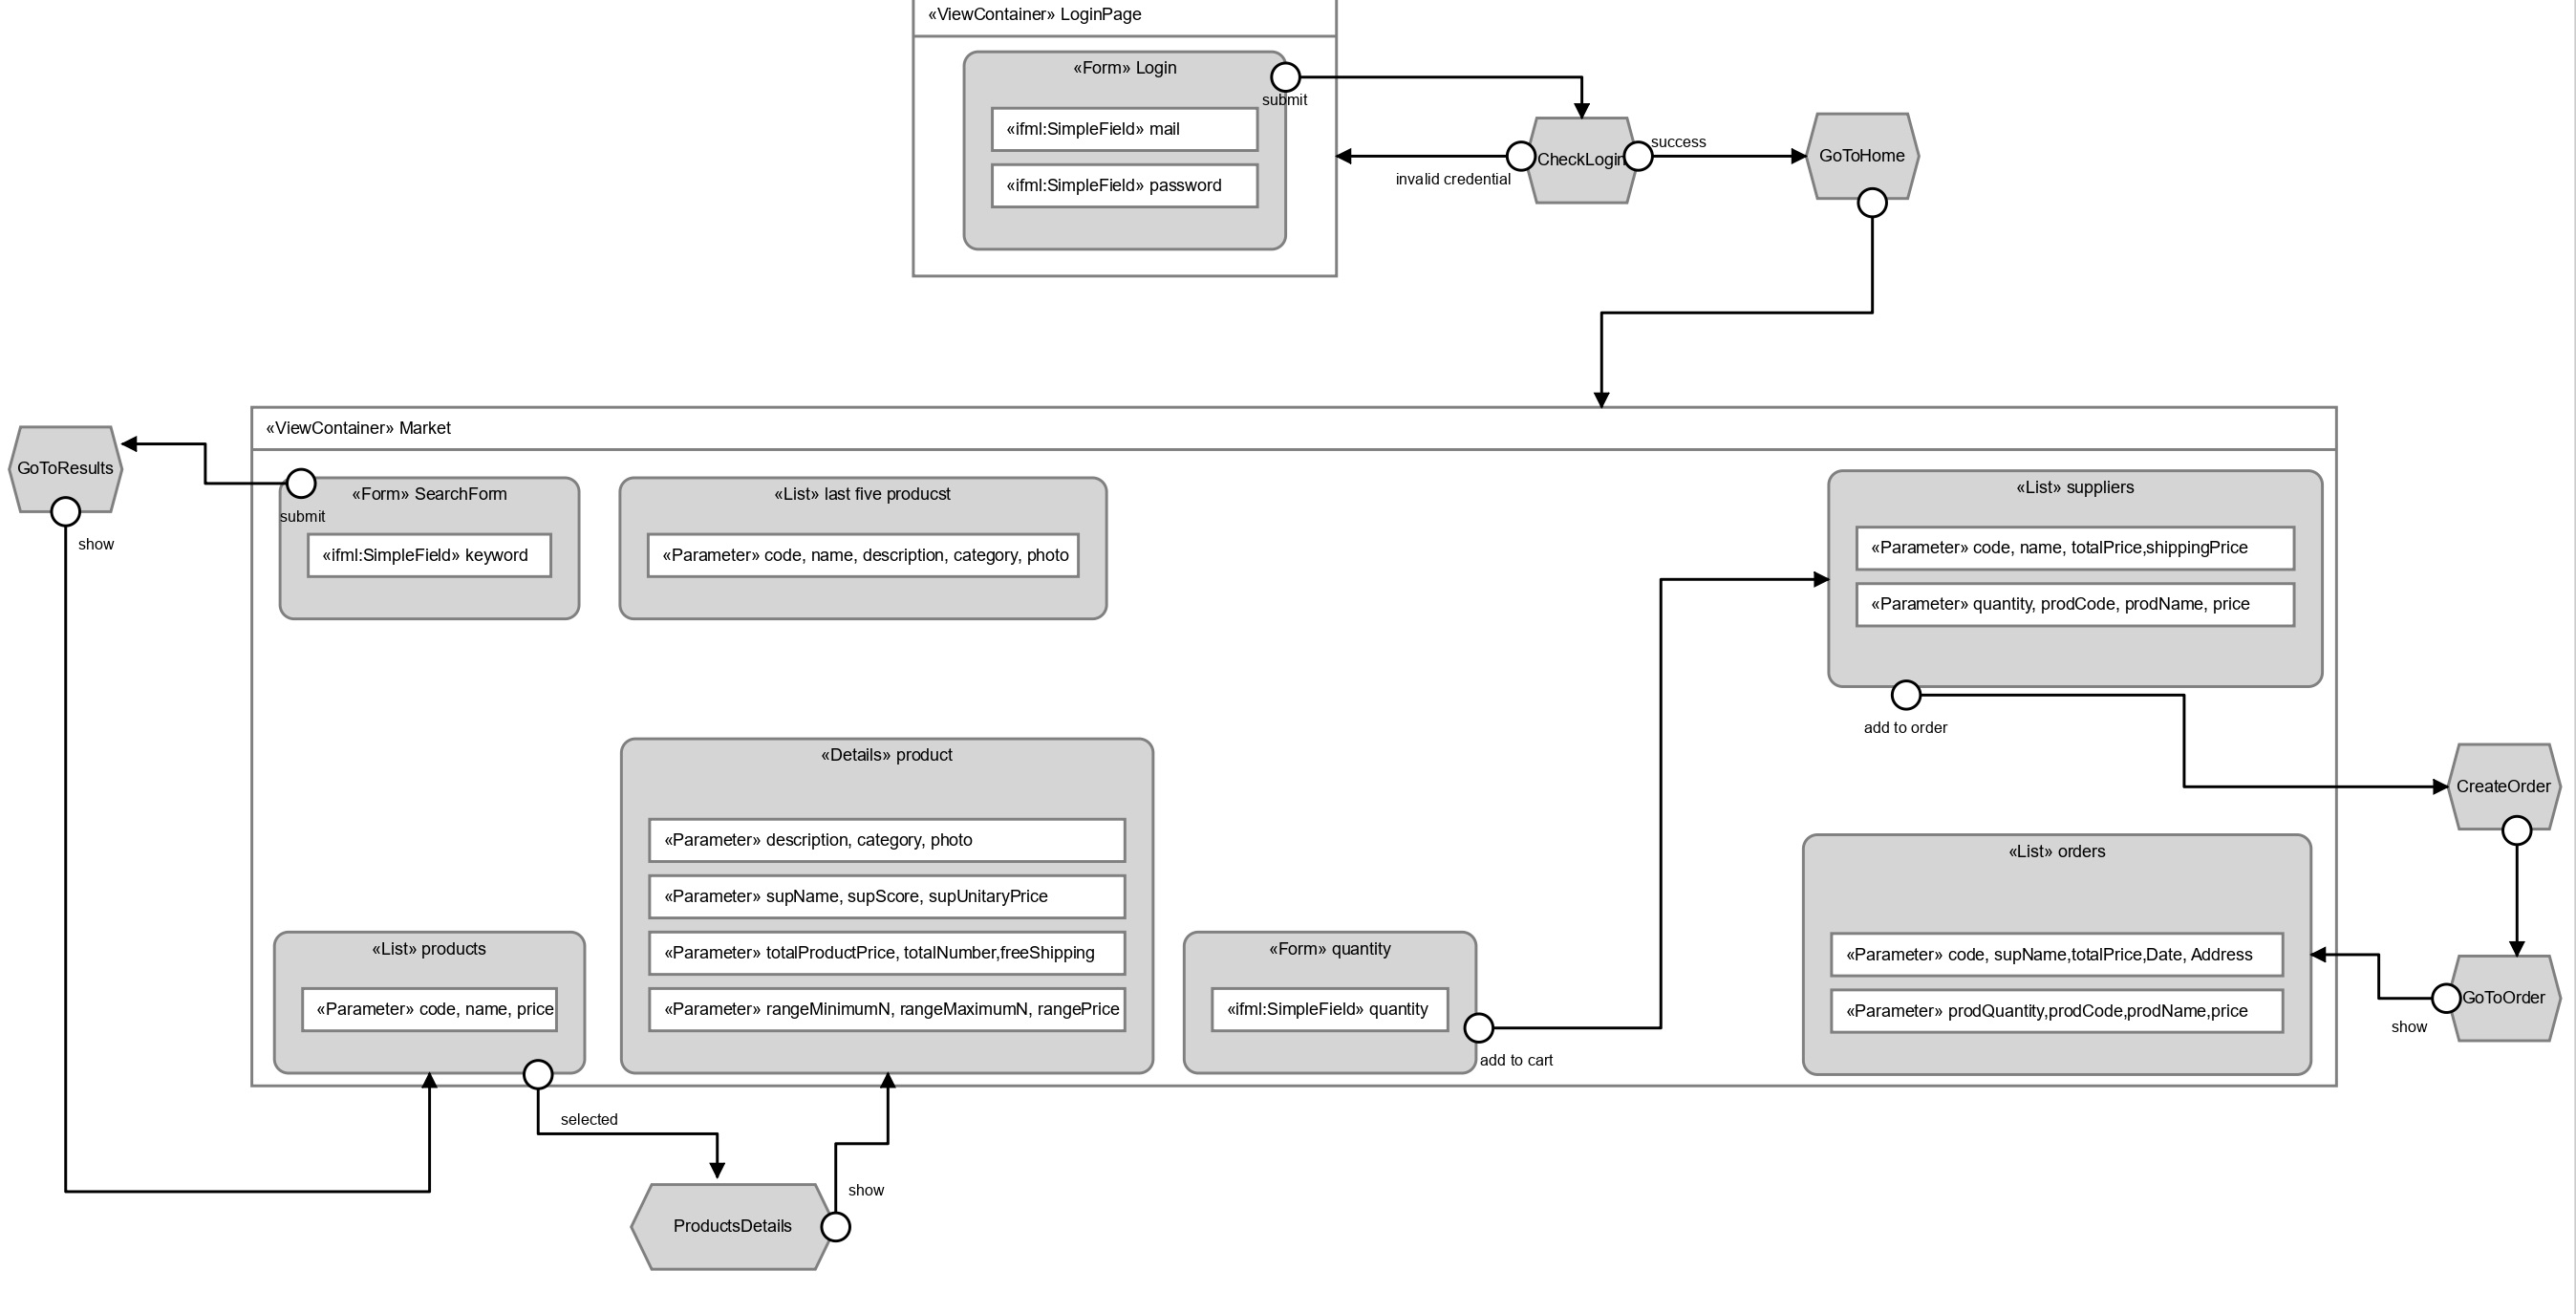 «ViewContainer» LoginPage
«Form» Login
submit
«ifml:SimpleField» mail
«ifml:SimpleField» password
CheckLogin
invalid credential
success
GoToHome
«ViewContainer» Market
GoToResults
show
«Form» SearchForm
submit
«ifml:SimpleField» keyword
«List» last five producst
«Parameter» code, name, description, category, photo
«List» suppliers
«Parameter» code, name, totalPrice,shippingPrice
«Parameter» quantity, prodCode, prodName, price
add to order
CreateOrder
«Details» product
«Parameter» description, category, photo
«Parameter» supName, supScore, supUnitaryPrice
«Parameter» totalProductPrice, totalNumber,freeShipping
«Parameter» rangeMinimumN, rangeMaximumN, rangePrice
«List» products
«Parameter» code, name, price
selected
«Form» quantity
«ifml:SimpleField» quantity
add to cart
«List» orders
«Parameter» code, supName,totalPrice,Date, Address
«Parameter» prodQuantity,prodCode,prodName,price
GoToOrder
show
ProductsDetails
show